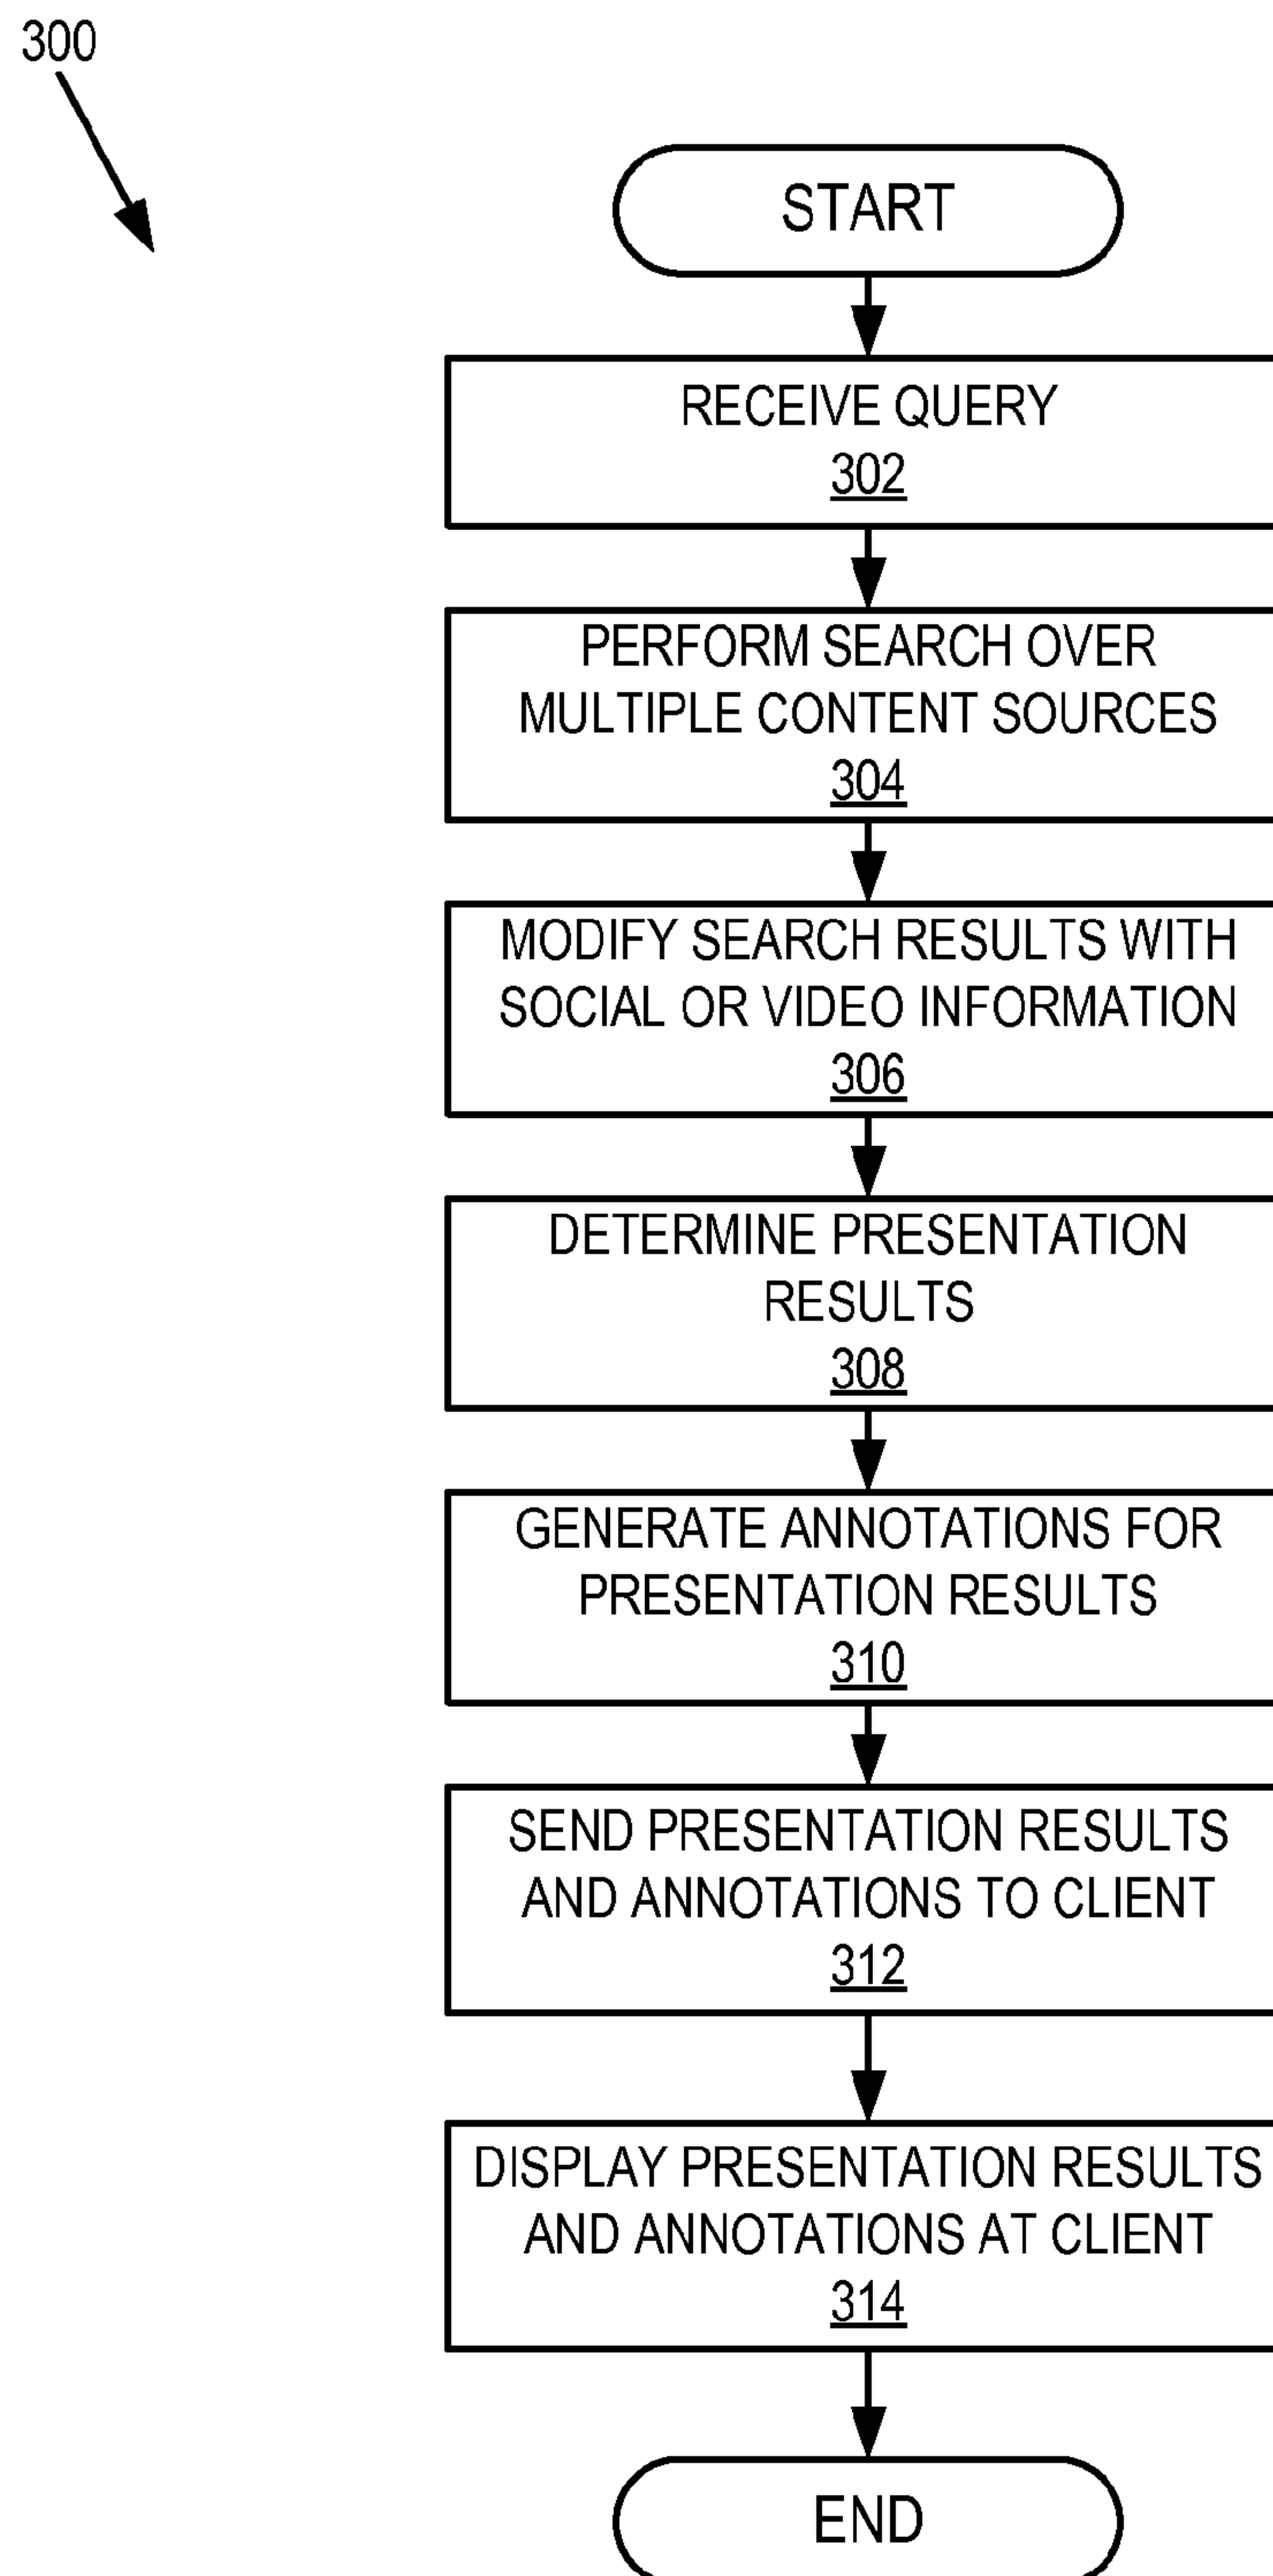 300
START
RECEIVE QUERY
302
PERFORM SEARCH OVER
MULTIPLE CONTENT SOURCES
304
MODIFY SEARCH RESULTS WITH
SOCIAL OR VIDEO INFORMATION
306
DETERMINE PRESENTATION
RESULTS
308
GENERATE ANNOTATIONS FOR
PRESENTATION RESULTS
310
SEND PRESENTATION RESULTS
AND ANNOTATIONS TO CLIENT
312
DISPLAY PRESENTATION RESULTS
AND ANNOTATIONS AT CLIENT
314
END